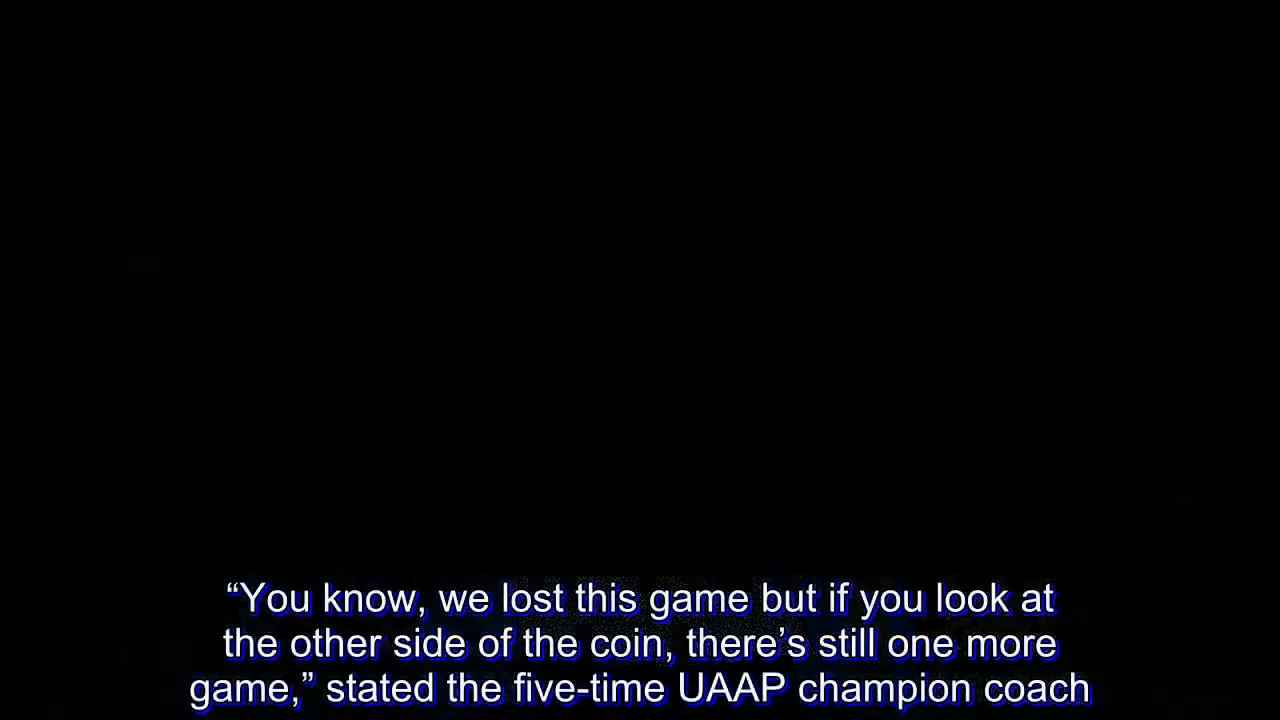 “You know, we lost this game but if you look at
the other side of the coin, there’s still one more
game,” stated the five-time UAAP champion coach